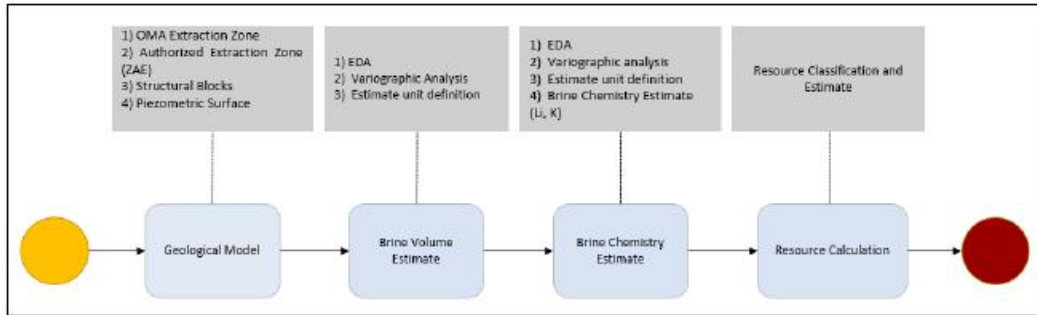 1) OMA Extraction Zone
2) Authorized Extraction Zone
(ZAE)
3) Structural Blocks
4) Piezometric Surface
1) EDA
2) Variographic Analysis
3) Estimate unit definition
1) EDA
2) Variographic analysis
3) Estimate unit definition
4) Brine Chemistry Estimate
(Li, K)
Resource Classification and
Estimate
Geological Model
Brine Volume
Estimate
Brine Chemistry
Estimate
Resource Calculation